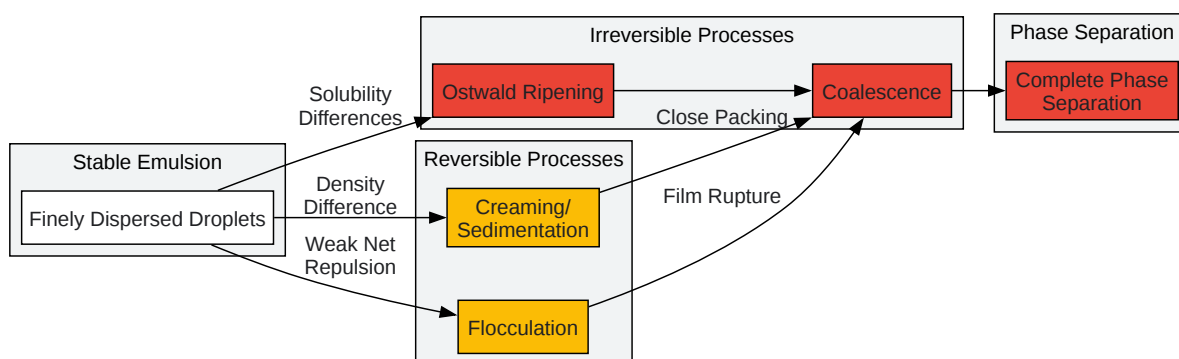 Irreversible Processes
Phase Separation
Ostwald Ripening
Coalescence
Complete Phase
Separation
Solubility
Differences
Close Packing
Stable Emulsion
Reversible Processes
Finely Dispersed Droplets
Density
Difference
Creaming/
Sedimentation
Film Rupture
Weak Net
Repulsion
Flocculation